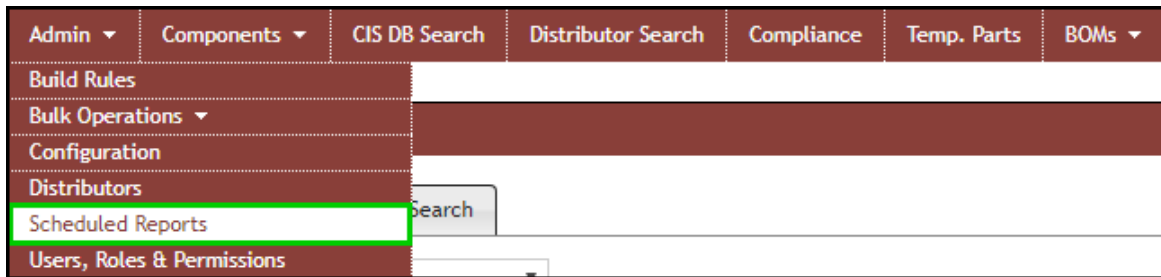 Admin ▼ Components ▼ CIS DB Search Distributor Search Compliance Temp. Parts BOMs ▼
Build Rules
Bulk Operations ▼
Configuration
Distributors
Search
Scheduled Reports
Users, Roles & Permissions